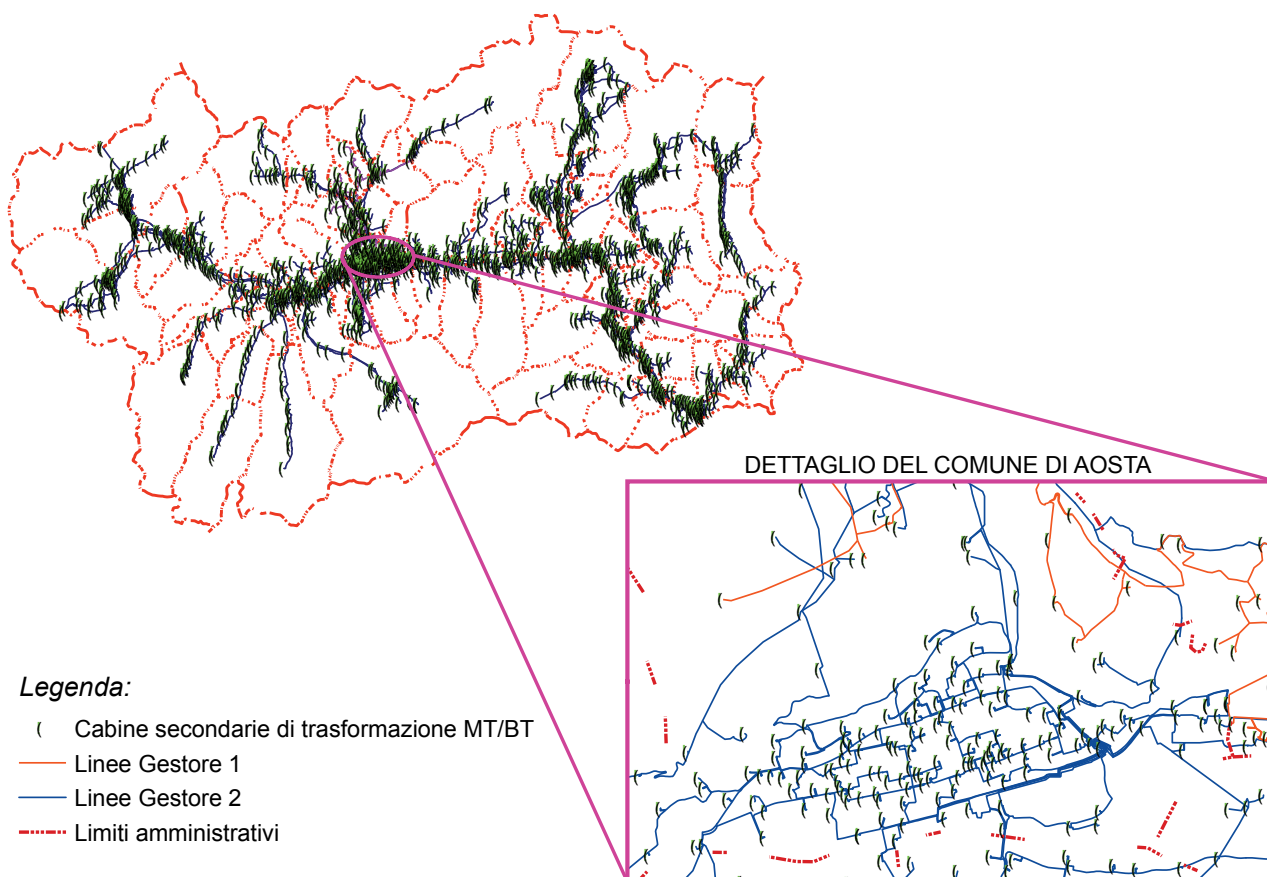 DETTAGLIO DEL COMUNE DI AOSTA
Legenda:
Cabine secondarie di trasformazione MT/BT
Linee Gestore 1
Linee Gestore 2
Limiti amministrativi